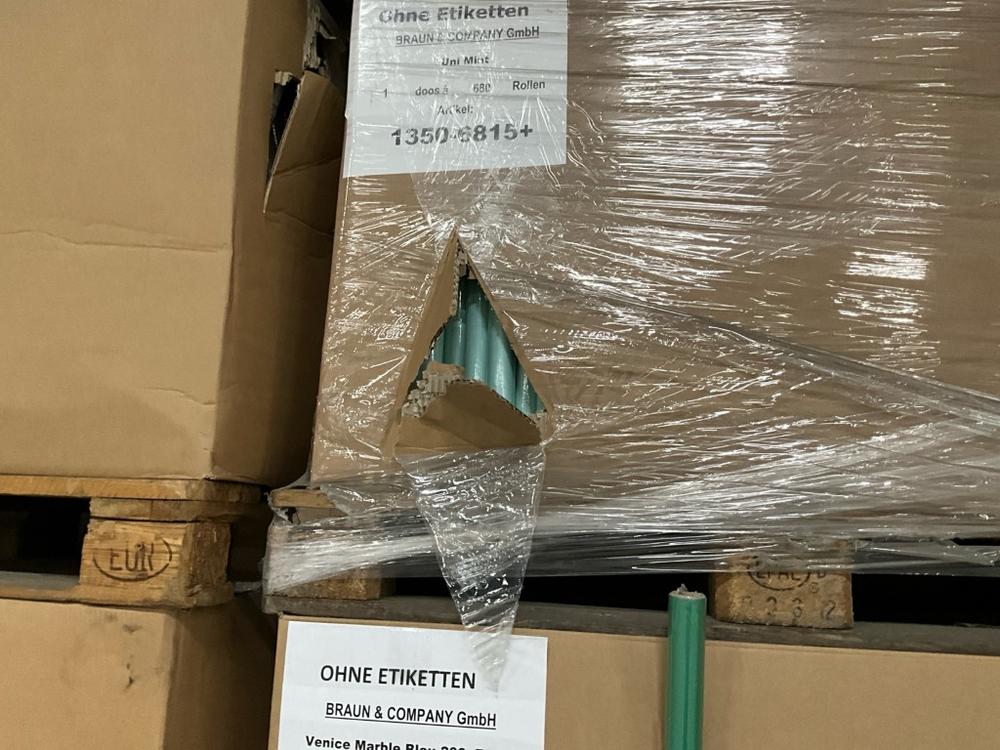 Ohne Etiketten
BRAUN & COMPANY GmbH
Uni Mint
1 doos à 680 Rollen
Artikel:
1350-6815+
EUR
OHNE ETIKETTEN
BRAUN & COMPANY GmbH
Venice Marble Blau